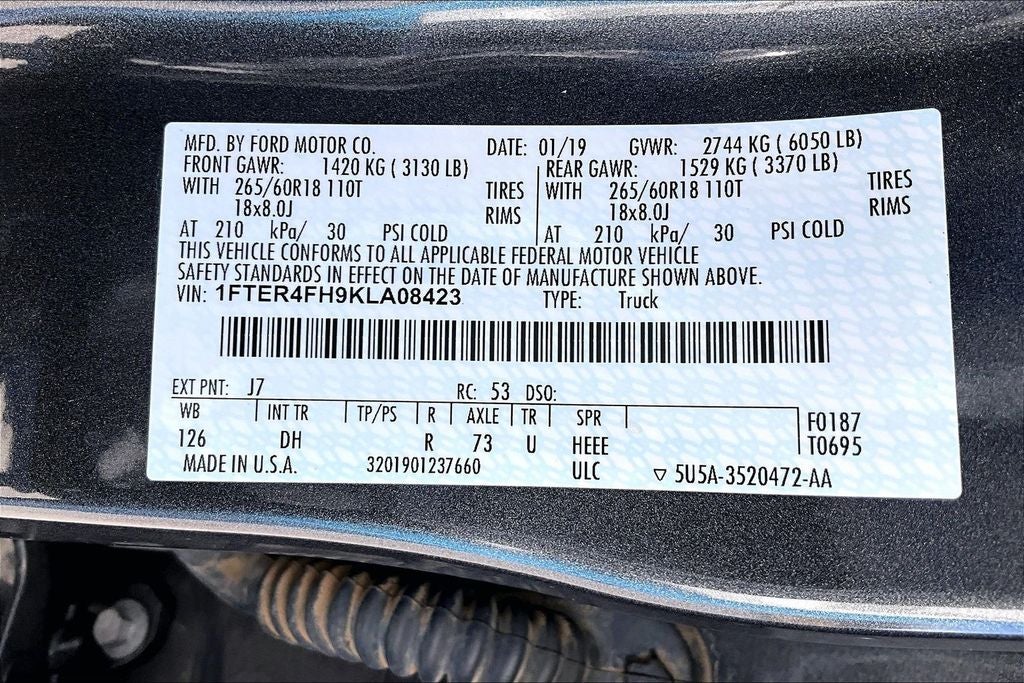 MFD. BY FORD MOTOR CO. DATE: 01/19 GVWR: 2744 KG ( 6050 LB)
FRONT GAWR: 1420 KG ( 3130 LB) REAR GAWR: 1529 KG ( 3370 LB)
WITH 265/60R18 110T TIRES WITH 265/60R18 110T TIRES
18x8.0J RIMS 18x8.0J RIMS
AT 210 kPa/ 30 PSI COLD AT 210 kPa/ 30 PSI COLD
THIS VEHICLE CONFORMS TO ALL APPLICABLE FEDERAL MOTOR VEHICLE
SAFETY STANDARDS IN EFFECT ON THE DATE OF MANUFACTURE SHOWN ABOVE.
VIN: 1FTER4FH9KLA08423 TYPE: Truck
EXT PNT: J7 RC: 53 DSO:
WB INT TR TP/PS R AXLE TR SPR F0187
126 DH R 73 U HEEE T0695
MADE IN U.S.A. 3201901237660 ULC ▽ 5U5A-3520472-AA